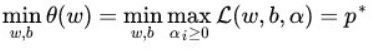 min_{w,b} θ(w) = min_{w,b} max_{α_i≥0} ℒ(w, b, α) = p*